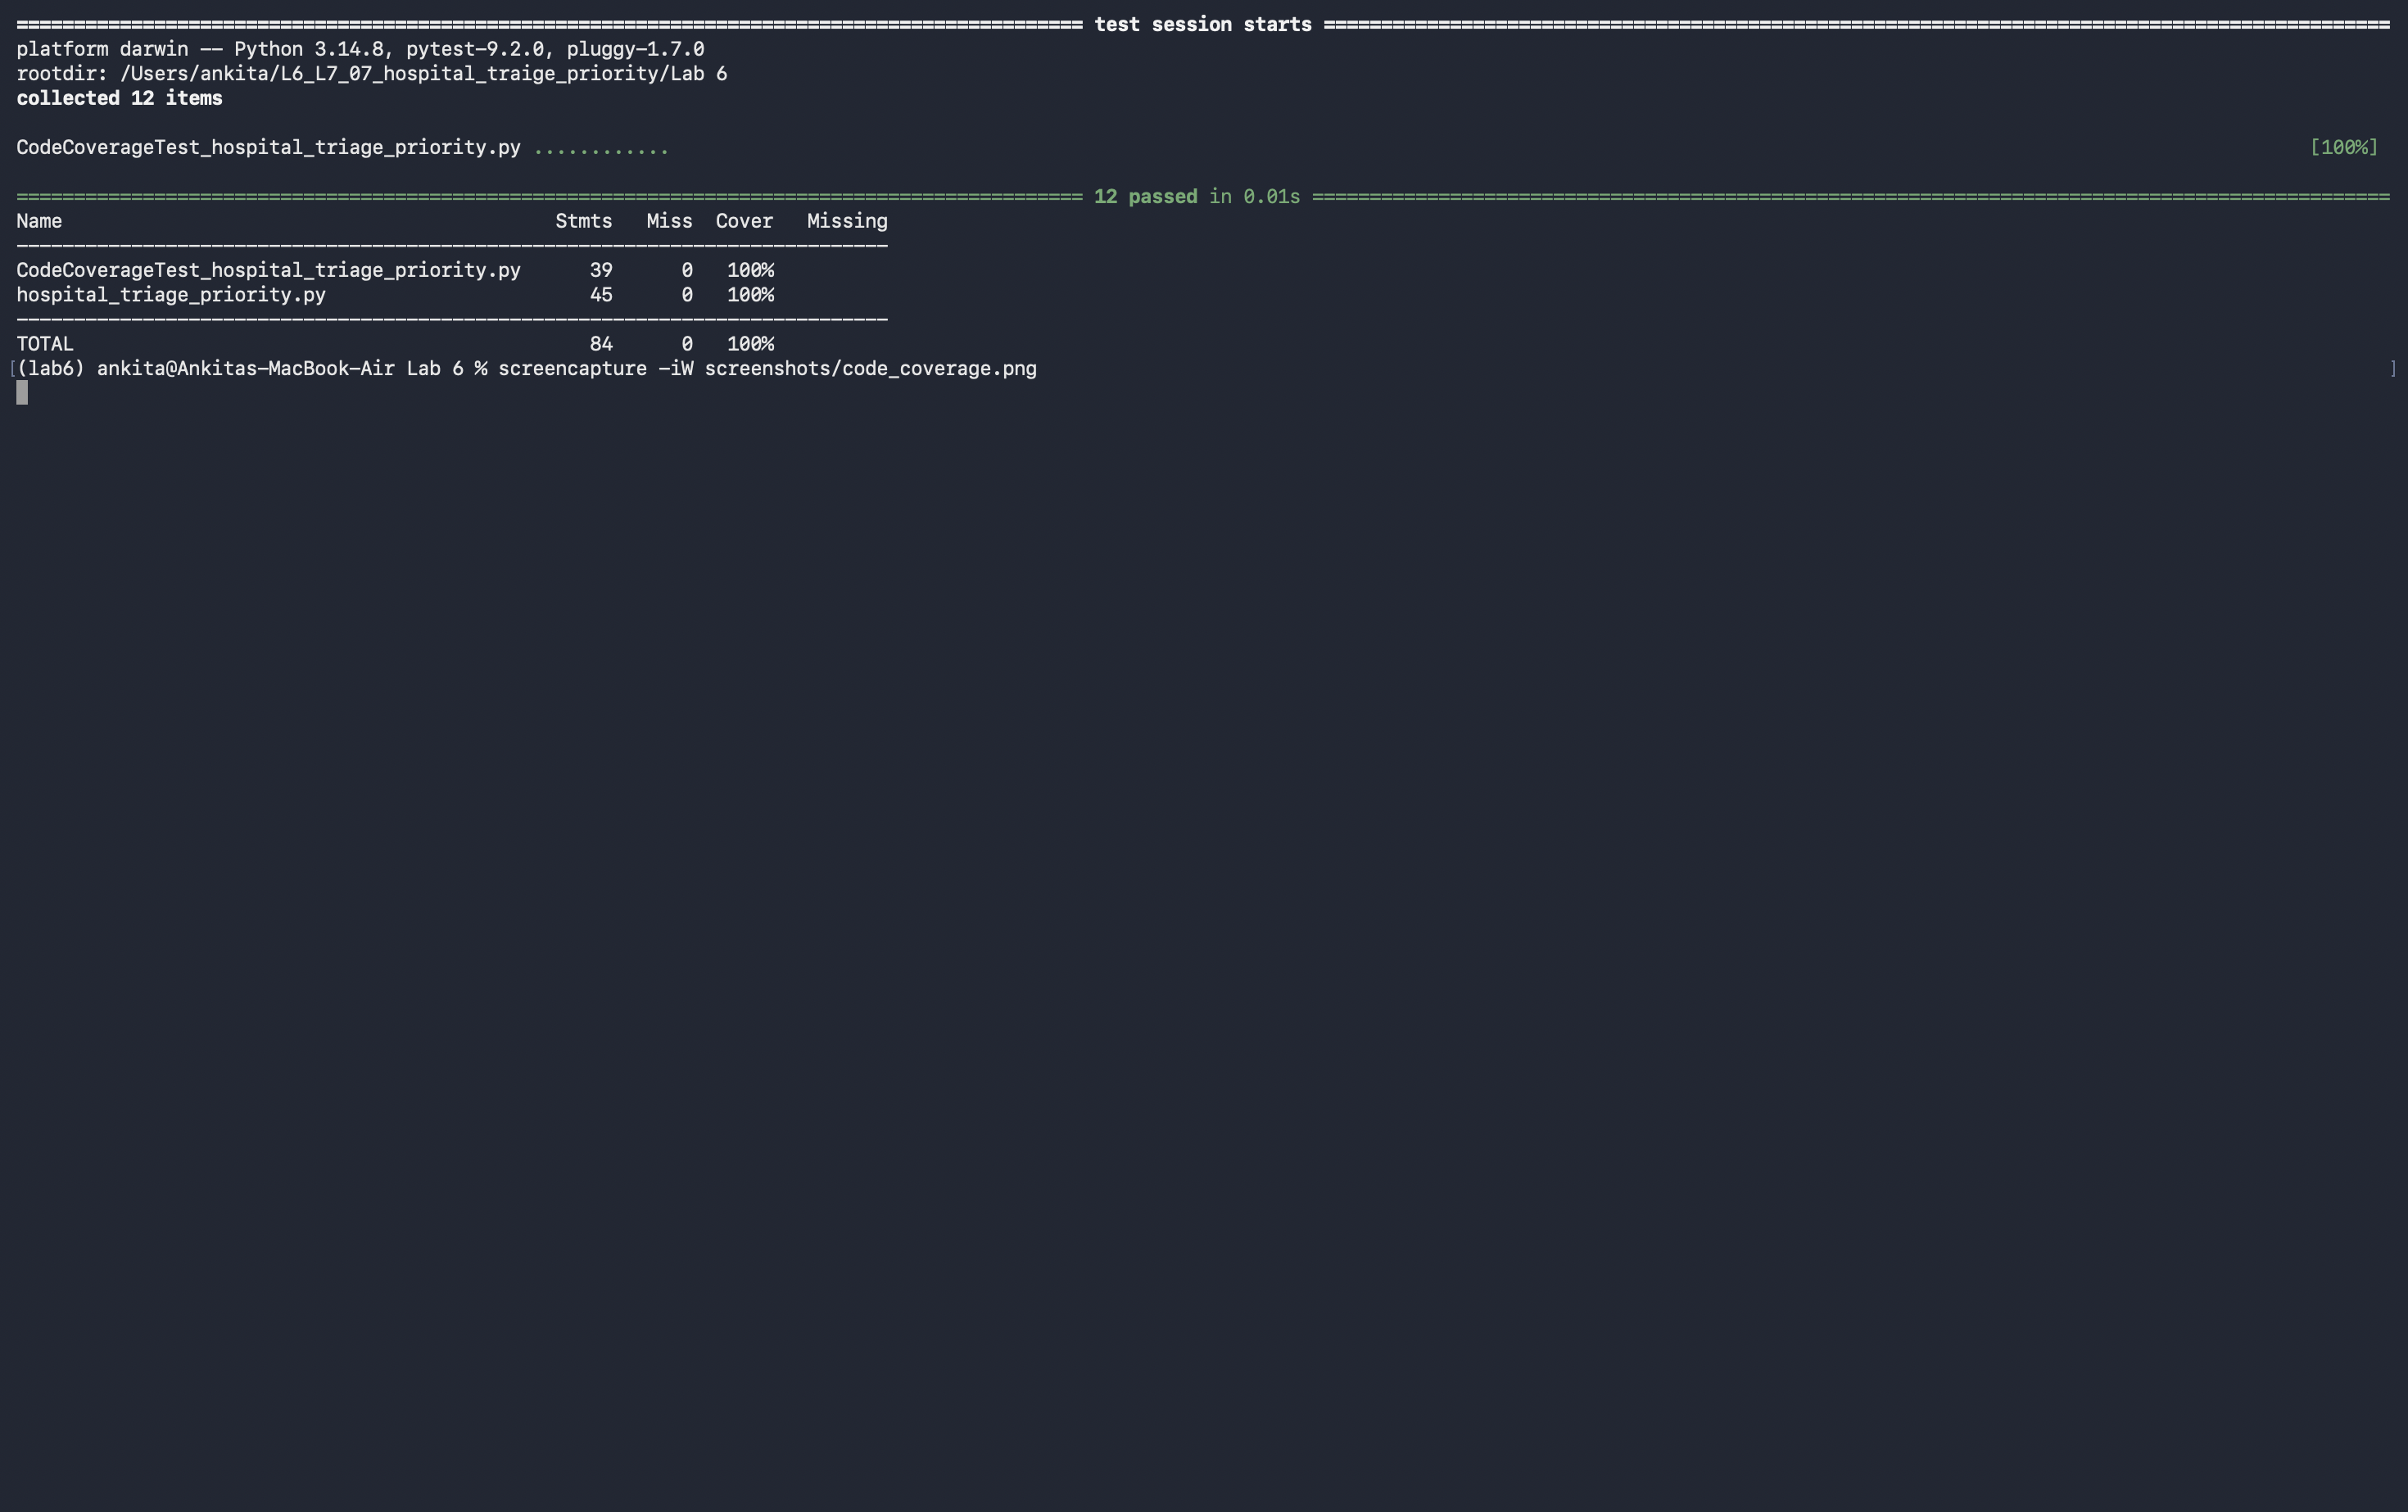 ============================================================================================= test session starts =============================================================================================
platform darwin -- Python 3.14.8, pytest-9.2.0, pluggy-1.7.0
rootdir: /Users/ankita/L6_L7_07_hospital_traige_priority/Lab 6
collected 12 items
CodeCoverageTest_hospital_triage_priority.py ............ [100%]
============================================================================================= 12 passed in 0.01s ==============================================================================================
Name Stmts Miss Cover Missing
----------------------------------------------------------------------------
CodeCoverageTest_hospital_triage_priority.py 39 0 100%
hospital_triage_priority.py 45 0 100%
----------------------------------------------------------------------------
TOTAL 84 0 100%
[(lab6) ankita@Ankitas-MacBook-Air Lab 6 % screencapture -iW screenshots/code_coverage.png ]